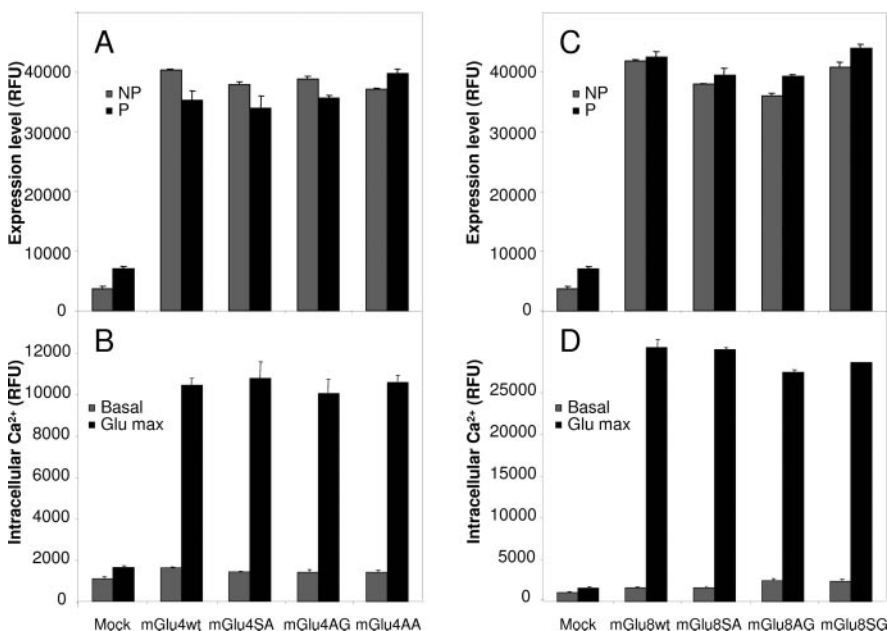 A
Expression level (RFU)
40000
30000
20000
10000
0
NP
P
C
Expression level (RFU)
40000
30000
20000
10000
0
NP
P
B
Intracellular Ca²⁺ (RFU)
12000
10000
8000
6000
4000
2000
0
Basal
Glu max
Mock mGlu4wt mGlu4SA mGlu4AG mGlu4AA
D
Intracellular Ca²⁺ (RFU)
25000
20000
15000
10000
5000
0
Basal
Glu max
Mock mGlu8wt mGlu8SA mGlu8AG mGlu8SG